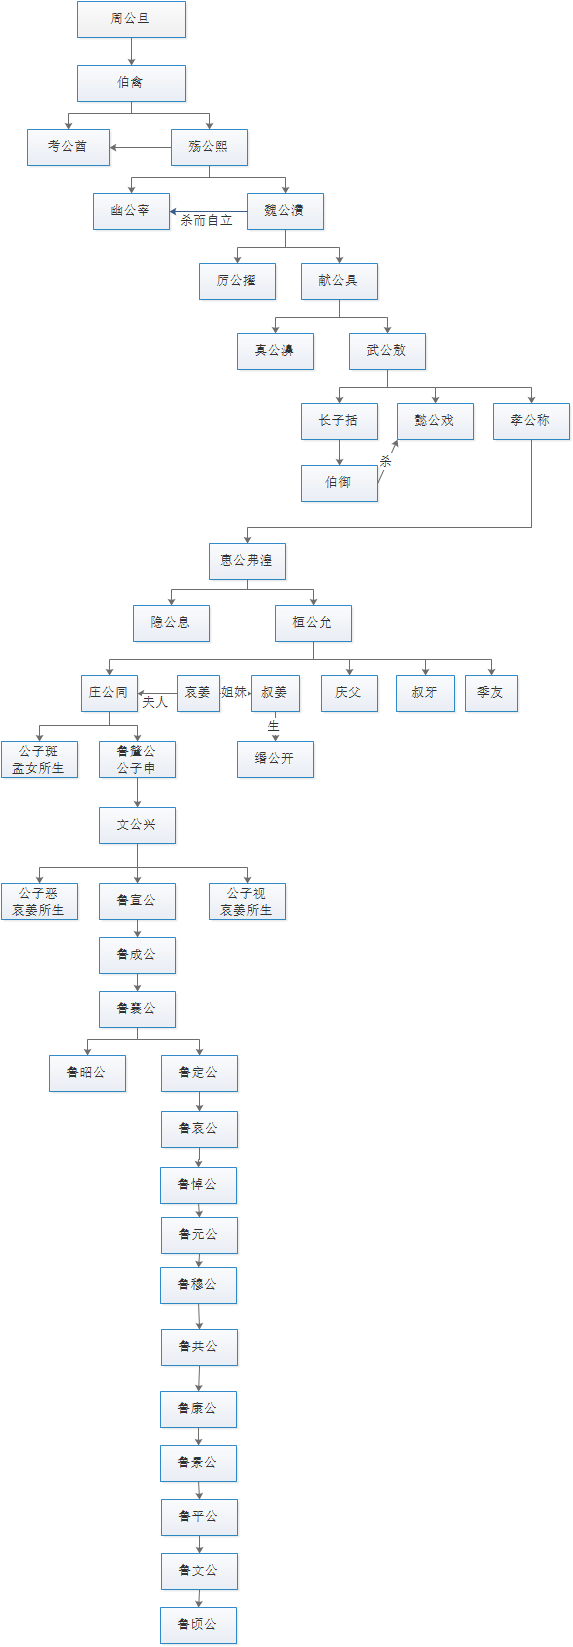 周公旦
伯禽
考公酋
殇公熙
幽公宰
杀而自立
魏公溃
厉公擢
献公具
真公濞
武公敖
长子括
懿公戏
孝公称
伯御
杀
惠公弗湟
隐公息
桓公允
庄公同
夫人
哀姜
姐妹
叔姜
庆父
叔牙
季友
公子斑
孟女所生
鲁釐公
公子申
生
缗公开
文公兴
公子恶
哀姜所生
鲁宣公
公子视
哀姜所生
鲁成公
鲁襄公
鲁昭公
鲁定公
鲁哀公
鲁悼公
鲁元公
鲁穆公
鲁共公
鲁康公
鲁景公
鲁平公
鲁文公
鲁顷公